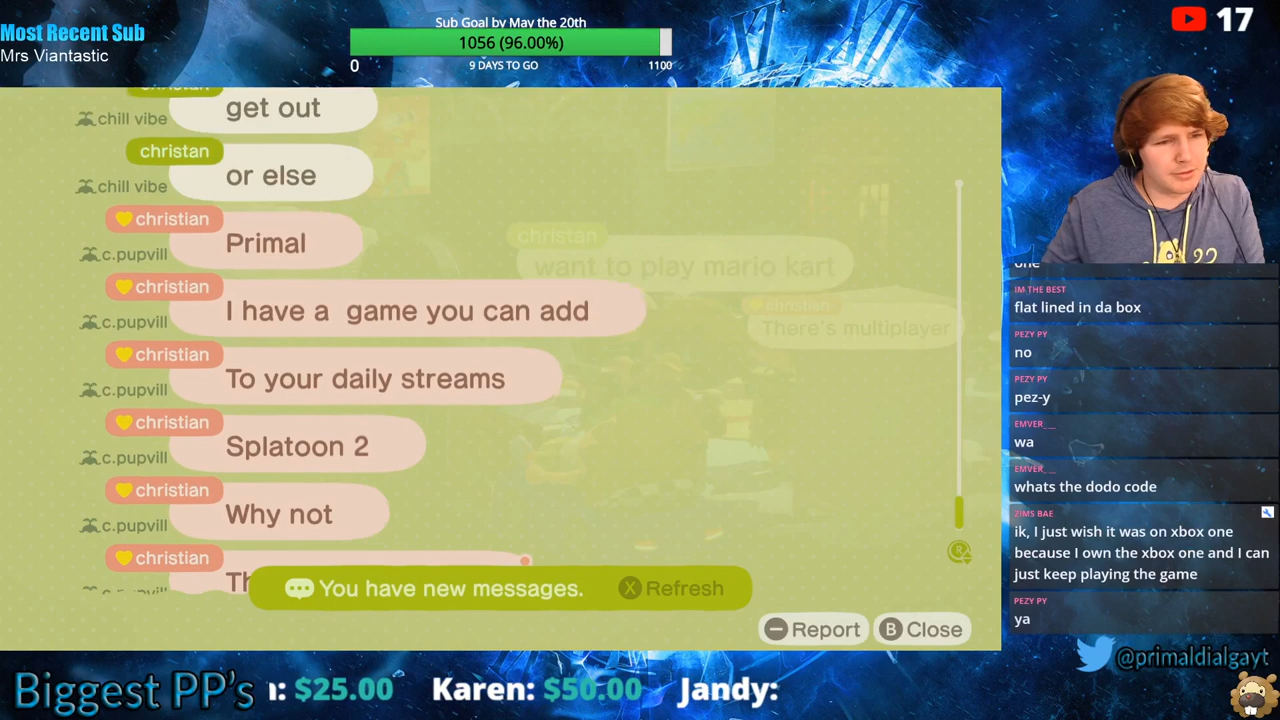 Most Recent Sub
Mrs Viantastic
Sub Goal by May the 20th
1056 (96.00%)
0
9 DAYS TO GO
1100
17
get out
chill vibe
christan
or else
chill vibe
christian
Primal
c.pupvill
christian
I have a game you can add
c.pupvill
christian
To your daily streams
c.pupvill
christian
Splatoon 2
c.pupvill
christian
Why not
c.pupvill
christian
christan
want to play mario kart
christian
There's multiplayer
You have new messages.
X Refresh
R
Report
B Close
one
IM THE BEST
flat lined in da box
PEZY PY
no
PEZY PY
pez-y
EMVER__
wa
EMVER__
whats the dodo code
ZIMS BAE
ik, I just wish it was on xbox one
because I own the xbox one and I can
just keep playing the game
PEZY PY
ya
@primaldialgayt
Biggest PP's
: $25.00 Karen: $50.00 Jandy: